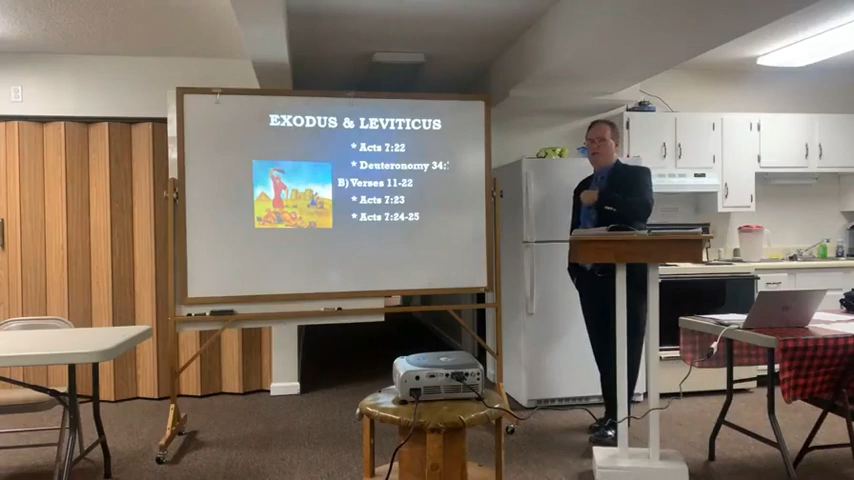 EXODUS & LEVITICUS
* Acts 7:22
* Deuteronomy 34:
B) Verses 11-22
* Acts 7:23
* Acts 7:24-25